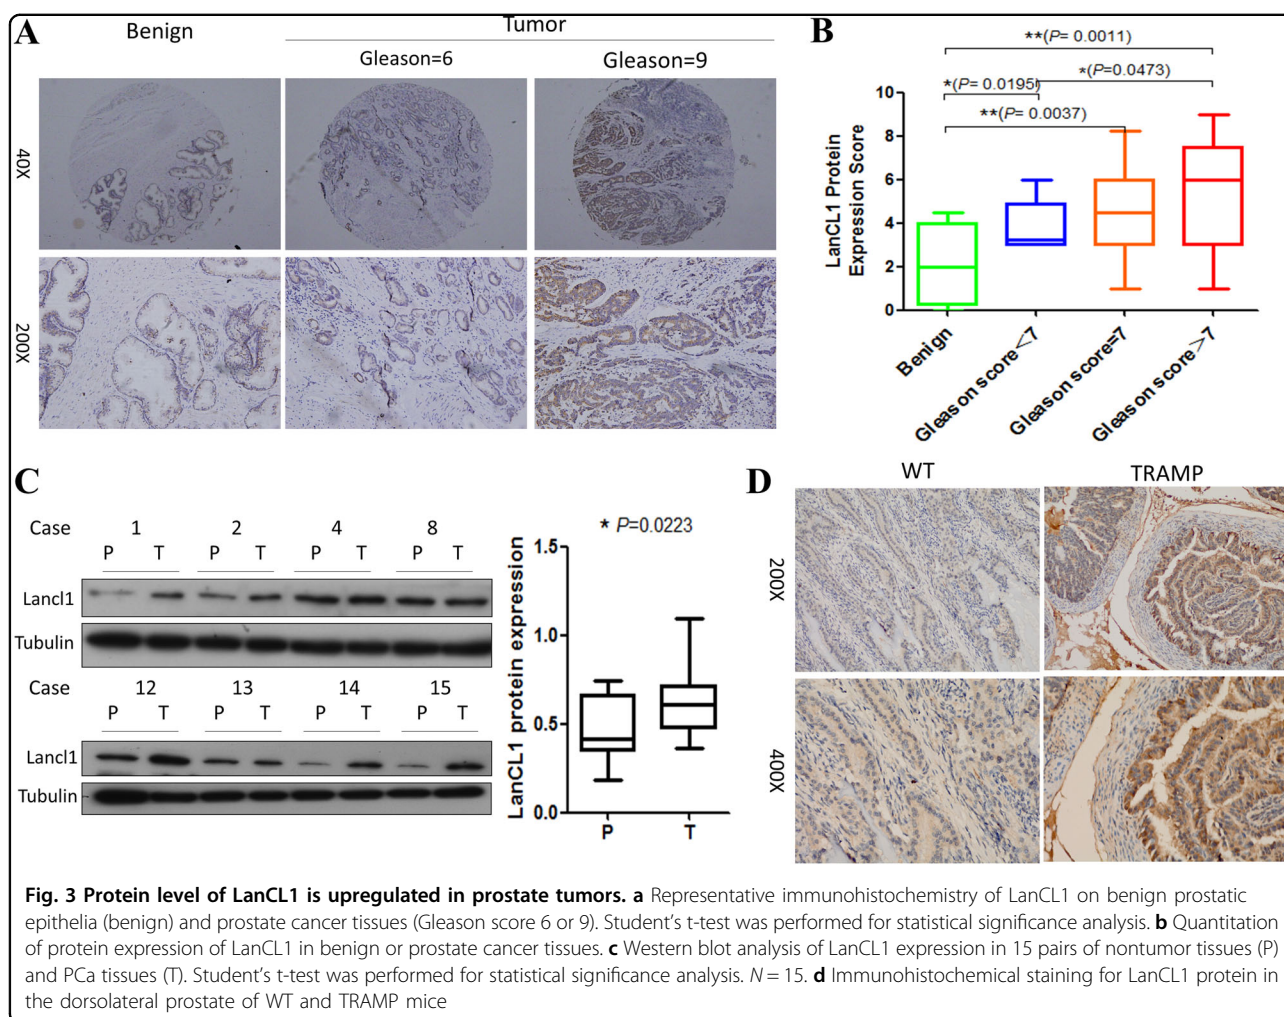 A
Benign
Tumor
Gleason=6
Gleason=9
40X
200X
B
**(P= 0.0011)
*(P=0.0473)
*(P= 0.0195)
**(P= 0.0037)
LanCL1 Protein
Expression Score
10
8
6
4
2
0
Benign
Gleason score<7
Gleason score=7
Gleason score>7
C
Case 1 2 4 8
P T P T P T P T
Lancl1
Tubulin
Case 12 13 14 15
P T P T P T P T
Lancl1
Tubulin
* P=0.0223
LanCL1 protein expression
1.5
1.0
0.5
0.0
P T
D
WT
TRAMP
200X
400X
Fig. 3 Protein level of LanCL1 is upregulated in prostate tumors. a Representative immunohistochemistry of LanCL1 on benign prostatic
epithelia (benign) and prostate cancer tissues (Gleason score 6 or 9). Student's t-test was performed for statistical significance analysis. b Quantitation
of protein expression of LanCL1 in benign or prostate cancer tissues. c Western blot analysis of LanCL1 expression in 15 pairs of nontumor tissues (P)
and PCa tissues (T). Student's t-test was performed for statistical significance analysis. N = 15. d Immunohistochemical staining for LanCL1 protein in
the dorsolateral prostate of WT and TRAMP mice